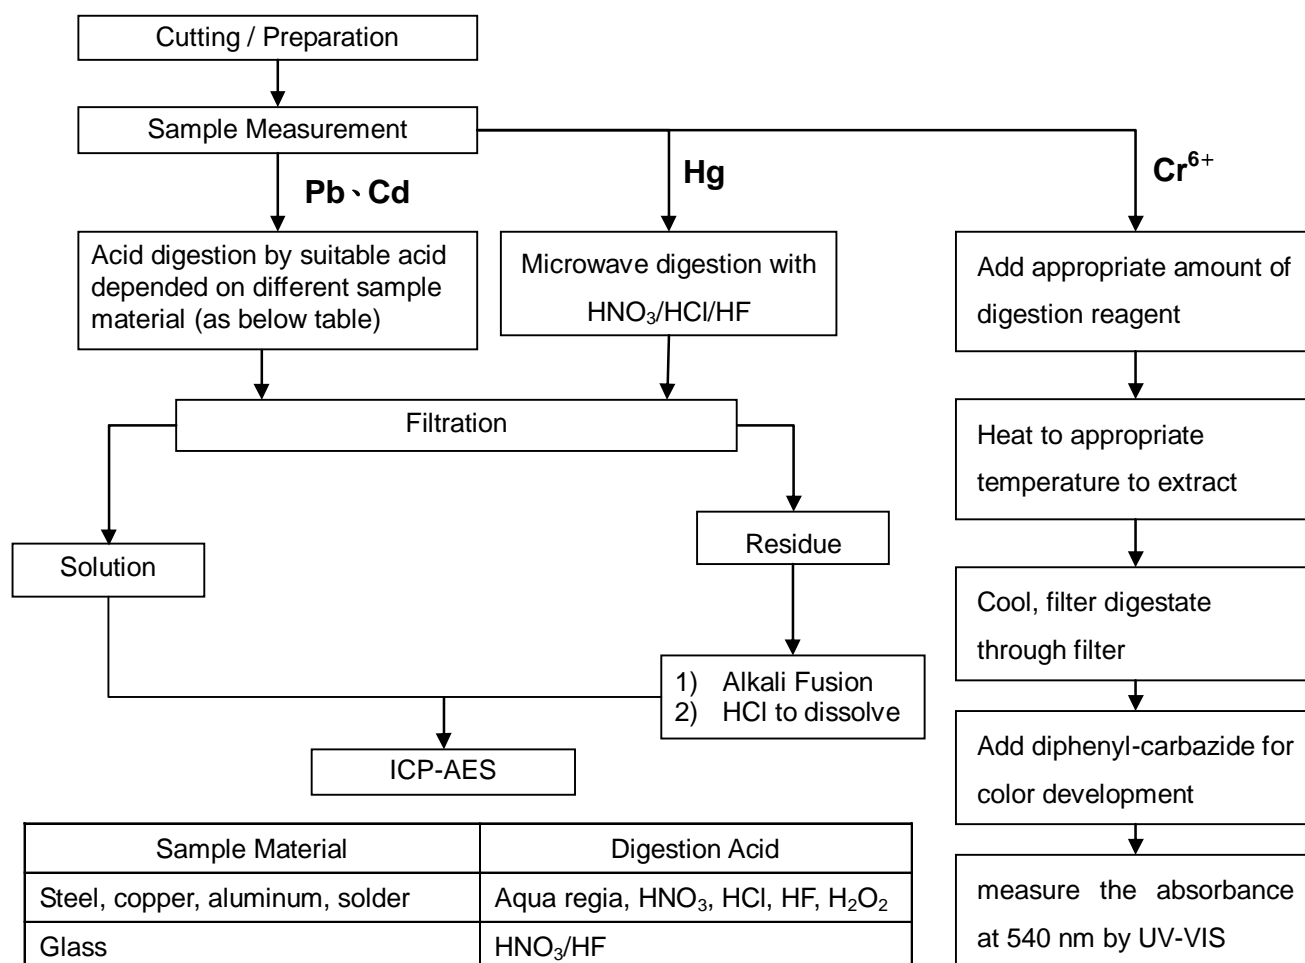 Cutting / Preparation
Sample Measurement
Pb、Cd
Hg
Cr⁶⁺
Acid digestion by suitable acid
depended on different sample
material (as below table)
Microwave digestion with
HNO₃/HCl/HF
Add appropriate amount of
digestion reagent
Filtration
Heat to appropriate
temperature to extract
Solution
Residue
Cool, filter digestate
through filter
1) Alkali Fusion
2) HCl to dissolve
ICP-AES
Add diphenyl-carbazide for
color development
measure the absorbance
at 540 nm by UV-VIS
Sample Material Digestion Acid
Steel, copper, aluminum, solder Aqua regia, HNO₃, HCl, HF, H₂O₂
Glass HNO₃/HF